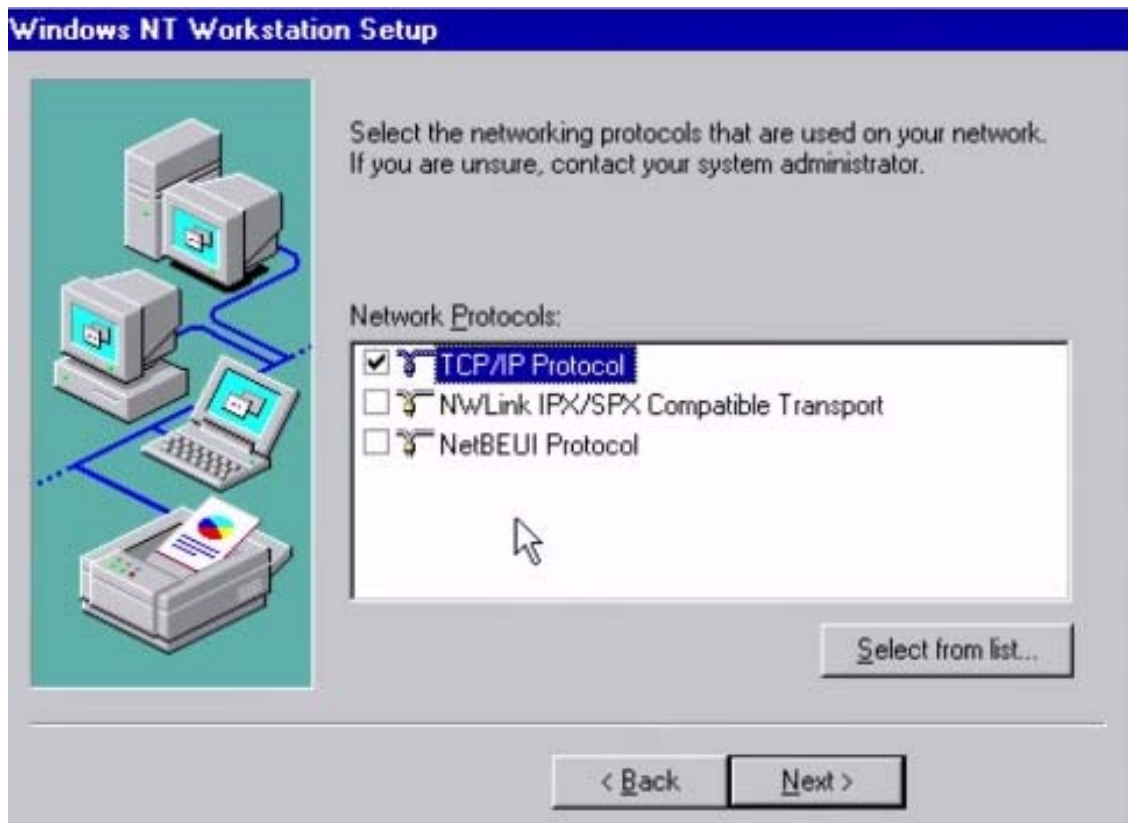 Windows NT Workstation Setup
Select the networking protocols that are used on your network.
If you are unsure, contact your system administrator.
Network Protocols:
TCP/IP Protocol
NWLink IPX/SPX Compatible Transport
NetBEUI Protocol
Select from list...
< Back
Next >